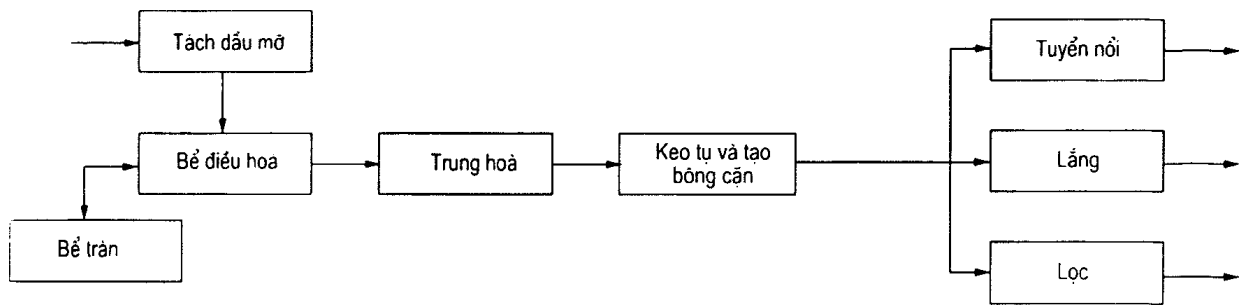 Tách dầu mỡ
Bể điều hoa
Bể tràn
Trung hoà
Keo tụ và tạo
bông cặn
Tuyển nổi
Lắng
Lọc